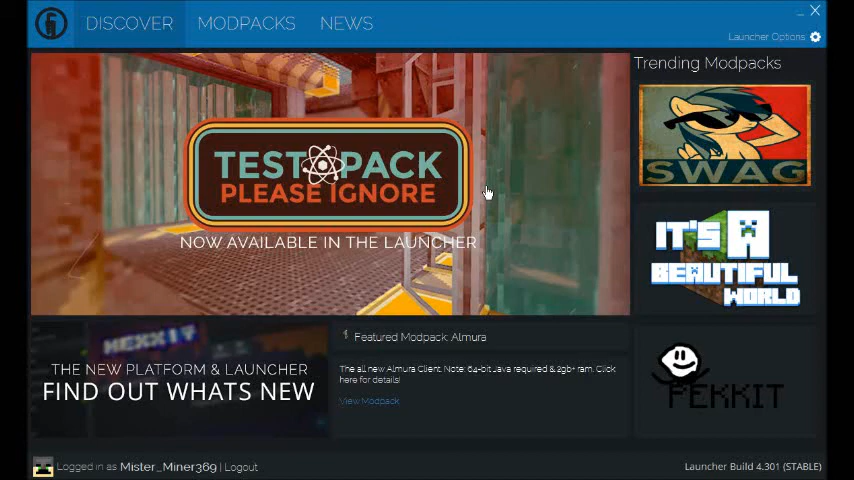 DISCOVER MODPACKS NEWS
Launcher Options
Trending Modpacks
TEST PACK
PLEASE IGNORE
NOW AVAILABLE IN THE LAUNCHER
SWAG
IT'S A
BEAUTIFUL
WORLD
HEXXIT
THE NEW PLATFORM & LAUNCHER
FIND OUT WHATS NEW
Featured Modpack: Almura
The all new Almura Client. Note: 64-bit Java required & 2gb+ ram. Click
here for details!
View Modpack
PEKKIT
Logged in as Mister_Miner369 | Logout
Launcher Build 4.301 (STABLE)